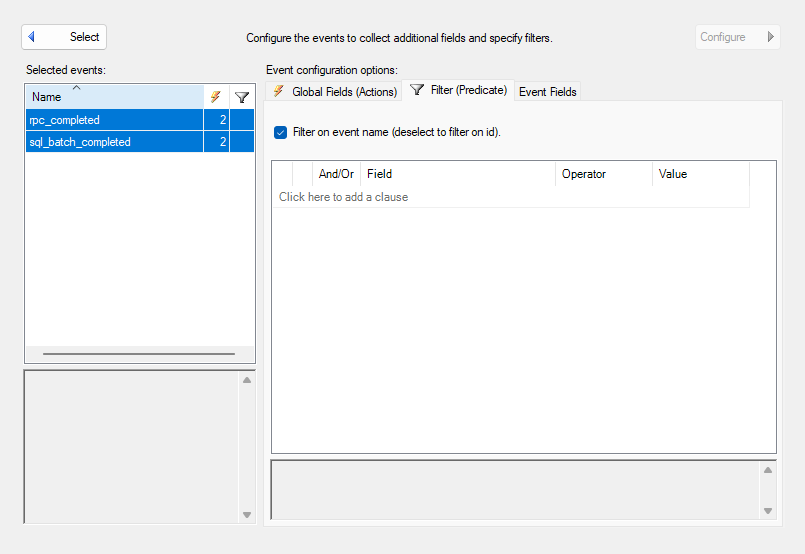 Select
Configure the events to collect additional fields and specify filters.
Configure
Selected events:
Name
rpc_completed 2
sql_batch_completed 2
Event configuration options:
Global Fields (Actions) Filter (Predicate) Event Fields
Filter on event name (deselect to filter on id).
And/Or Field Operator Value
Click here to add a clause